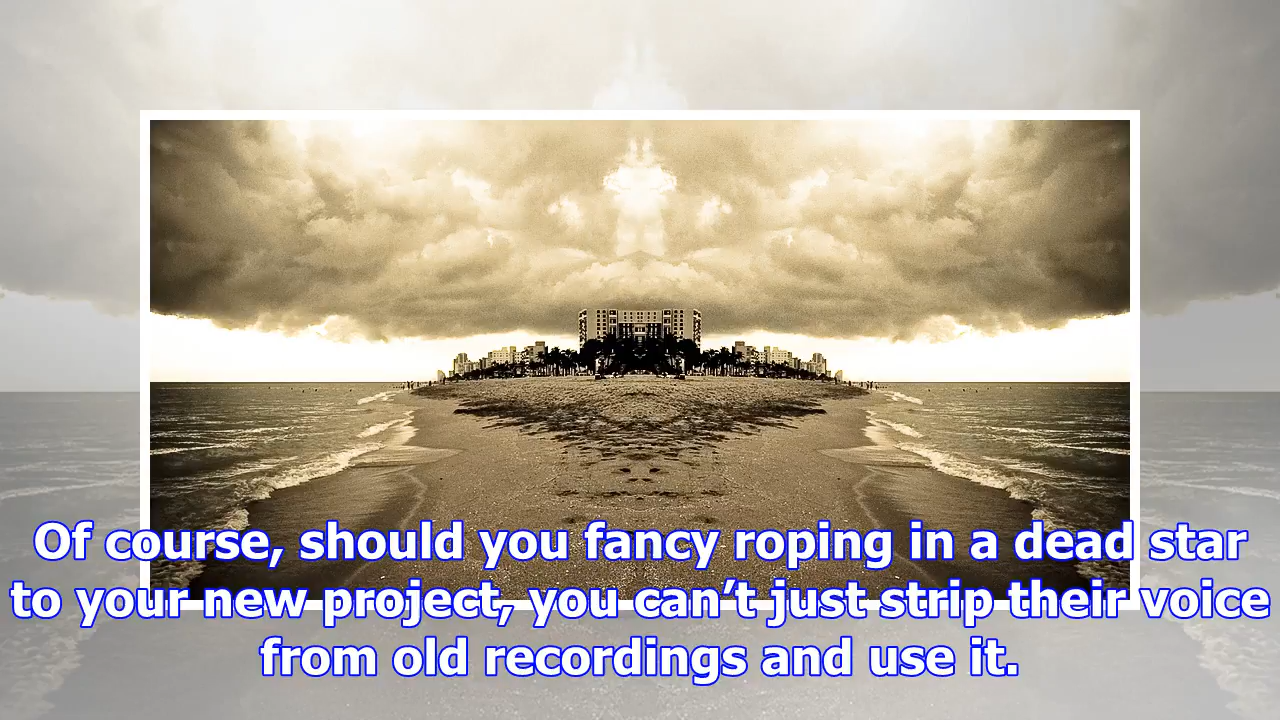 Of course, should you fancy roping in a dead star
to your new project, you can’t just strip their voice
from old recordings and use it.